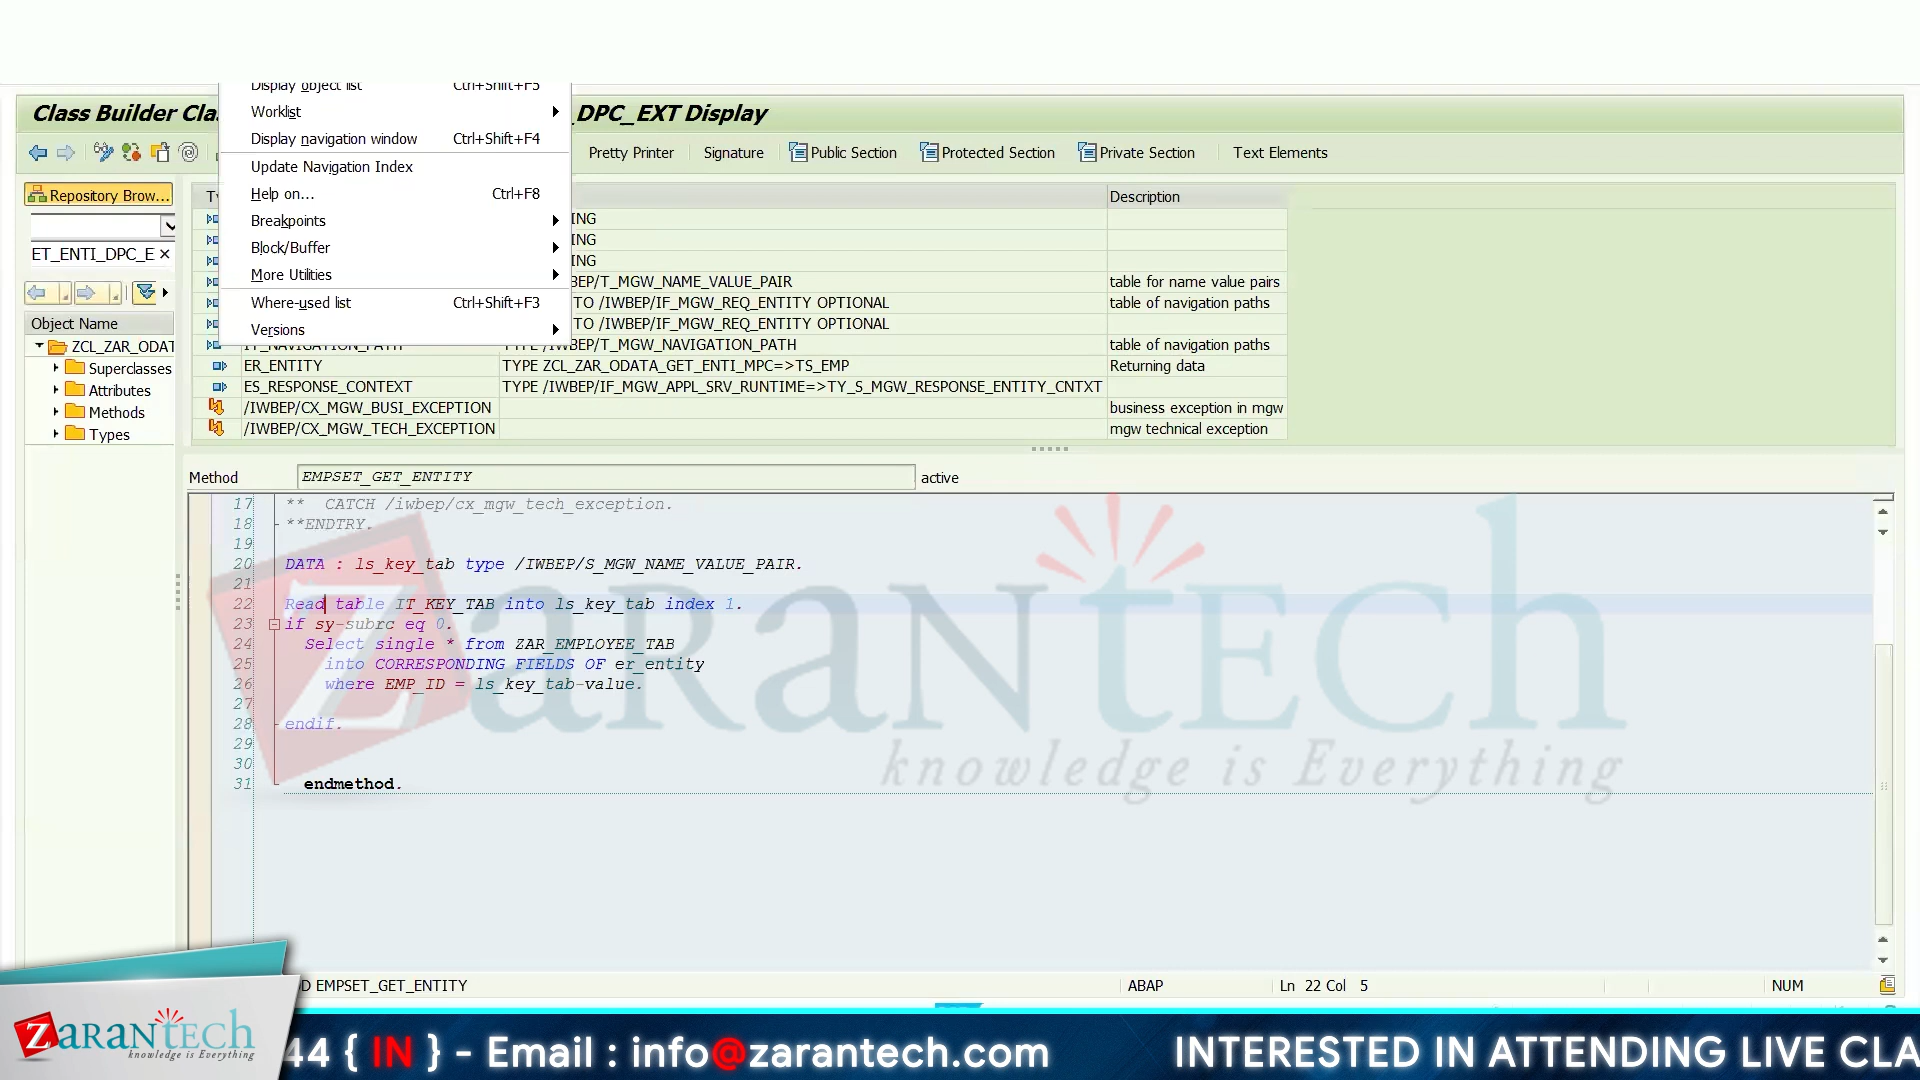 Display object list Ctrl+Shift+F5
Class Builder Cla
_DPC_EXT Display
Worklist
Display navigation window Ctrl+Shift+F4
Pretty Printer Signature Public Section Protected Section Private Section Text Elements
Update Navigation Index
Repository Brow...
Help on... Ctrl+F8
Description
Breakpoints
Block/Buffer
ET_ENTI_DPC_E
More Utilities
BEP/T_MGW_NAME_VALUE_PAIR table for name value pairs
Where-used list Ctrl+Shift+F3
TO /IWBEP/IF_MGW_REQ_ENTITY OPTIONAL table of navigation paths
Object Name
Versions
TO /IWBEP/IF_MGW_REQ_ENTITY OPTIONAL
ZCL_ZAR_ODAT
IT_NAVIGATION_PATH TYPE /IWBEP/T_MGW_NAVIGATION_PATH table of navigation paths
Superclasses
ER_ENTITY TYPE ZCL_ZAR_ODATA_GET_ENTI_MPC=>TS_EMP Returning data
Attributes
ES_RESPONSE_CONTEXT TYPE /IWBEP/IF_MGW_APPL_SRV_RUNTIME=>TY_S_MGW_RESPONSE_ENTITY_CNTXT
Methods
/IWBEP/CX_MGW_BUSI_EXCEPTION business exception in mgw
Types
/IWBEP/CX_MGW_TECH_EXCEPTION mgw technical exception
Method EMPSET_GET_ENTITY active
17 ** CATCH /iwbep/cx_mgw_tech_exception.
18 **ENDTRY.
19
20 DATA : ls_key_tab type /IWBEP/S_MGW_NAME_VALUE_PAIR.
21
22 Read table IT_KEY_TAB into ls_key_tab index 1.
23 if sy-subrc eq 0.
24 Select single * from ZAR_EMPLOYEE_TAB
25 into CORRESPONDING FIELDS OF er_entity
26 where EMP_ID = ls_key_tab-value.
27
28 endif.
29
30
31 endmethod.
ZARANTECH
knowledge is Everything
D EMPSET_GET_ENTITY ABAP Ln 22 Col 5 NUM
ZARANTECH
knowledge is Everything
44 { IN } - Email : info@zarantech.com INTERESTED IN ATTENDING LIVE CLA